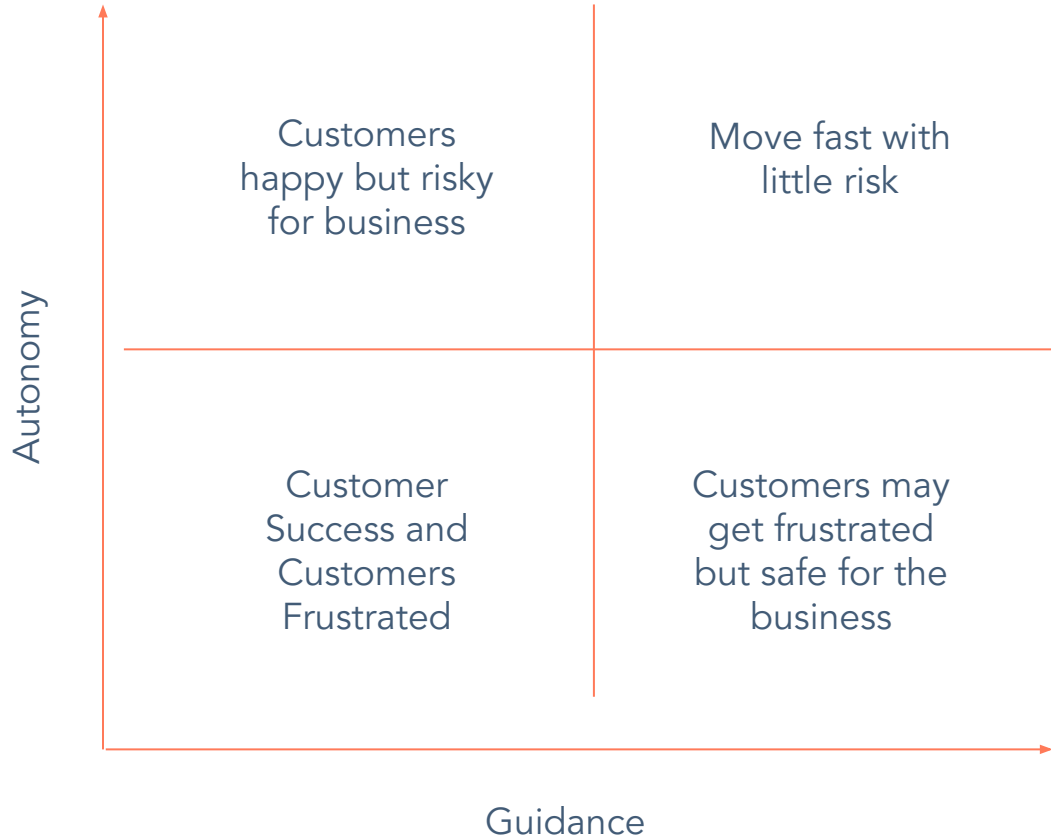 Customers
happy but risky
for business
Move fast with
little risk
Autonomy
Customer
Success and
Customers
Frustrated
Customers may
get frustrated
but safe for the
business
Guidance